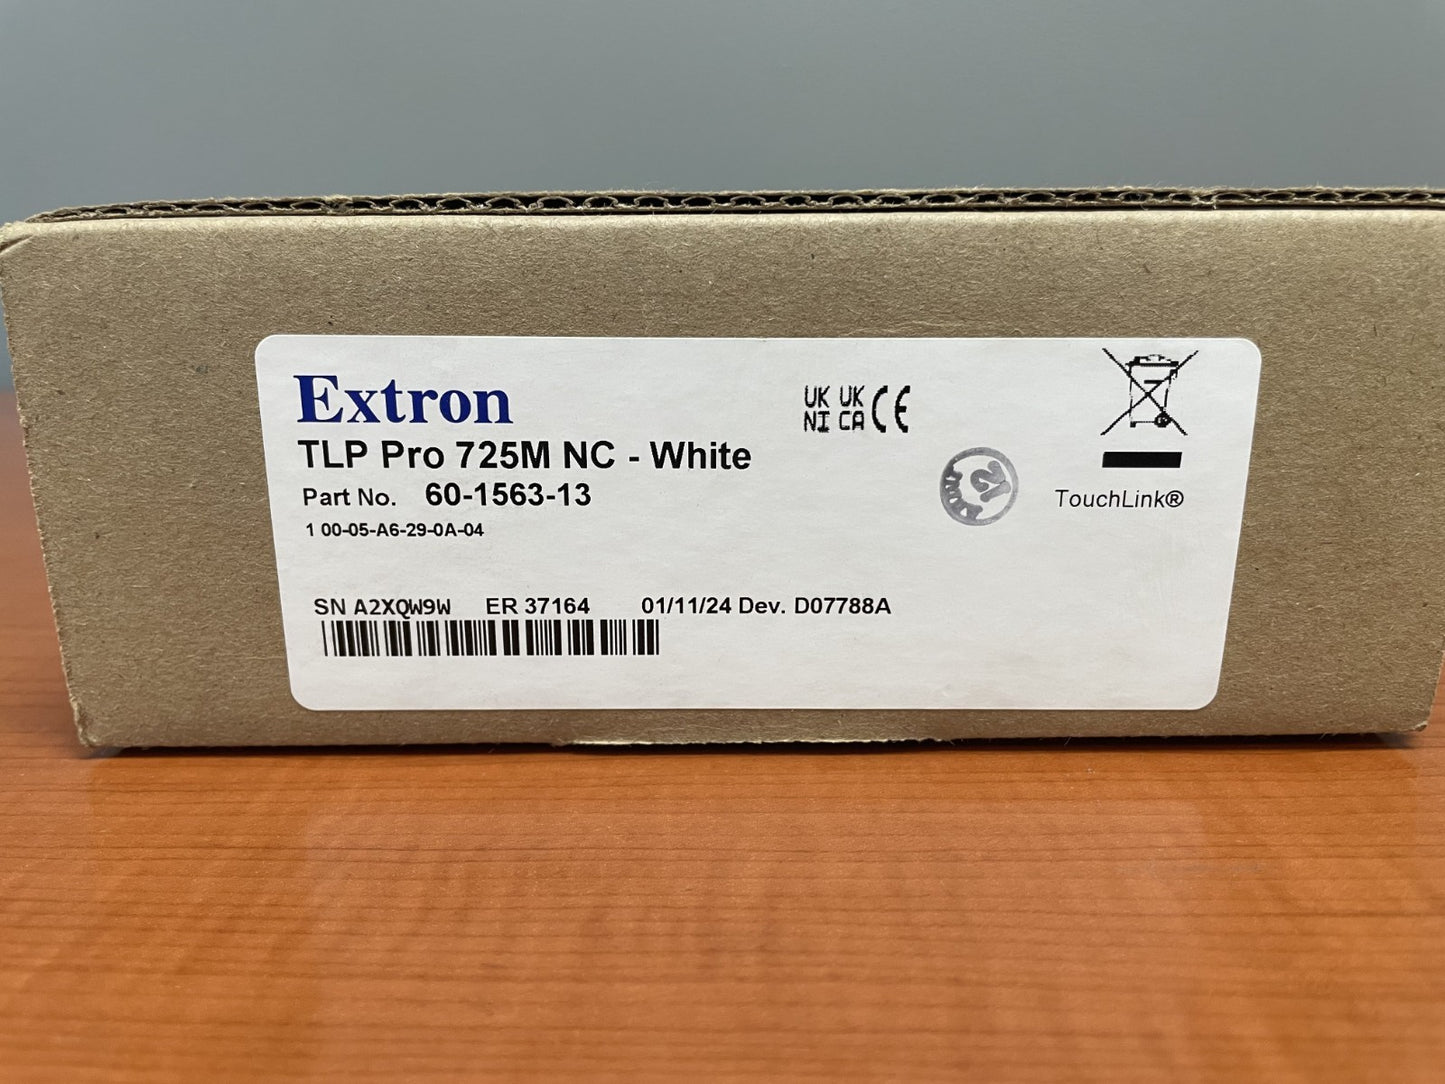 Extron
UK UK CE
NI CA
TLP Pro 725M NC - White
Part No. 60-1563-13
TouchLink®
1 00-05-A6-29-0A-04
SN A2XQW9W ER 37164 01/11/24 Dev. D07788A